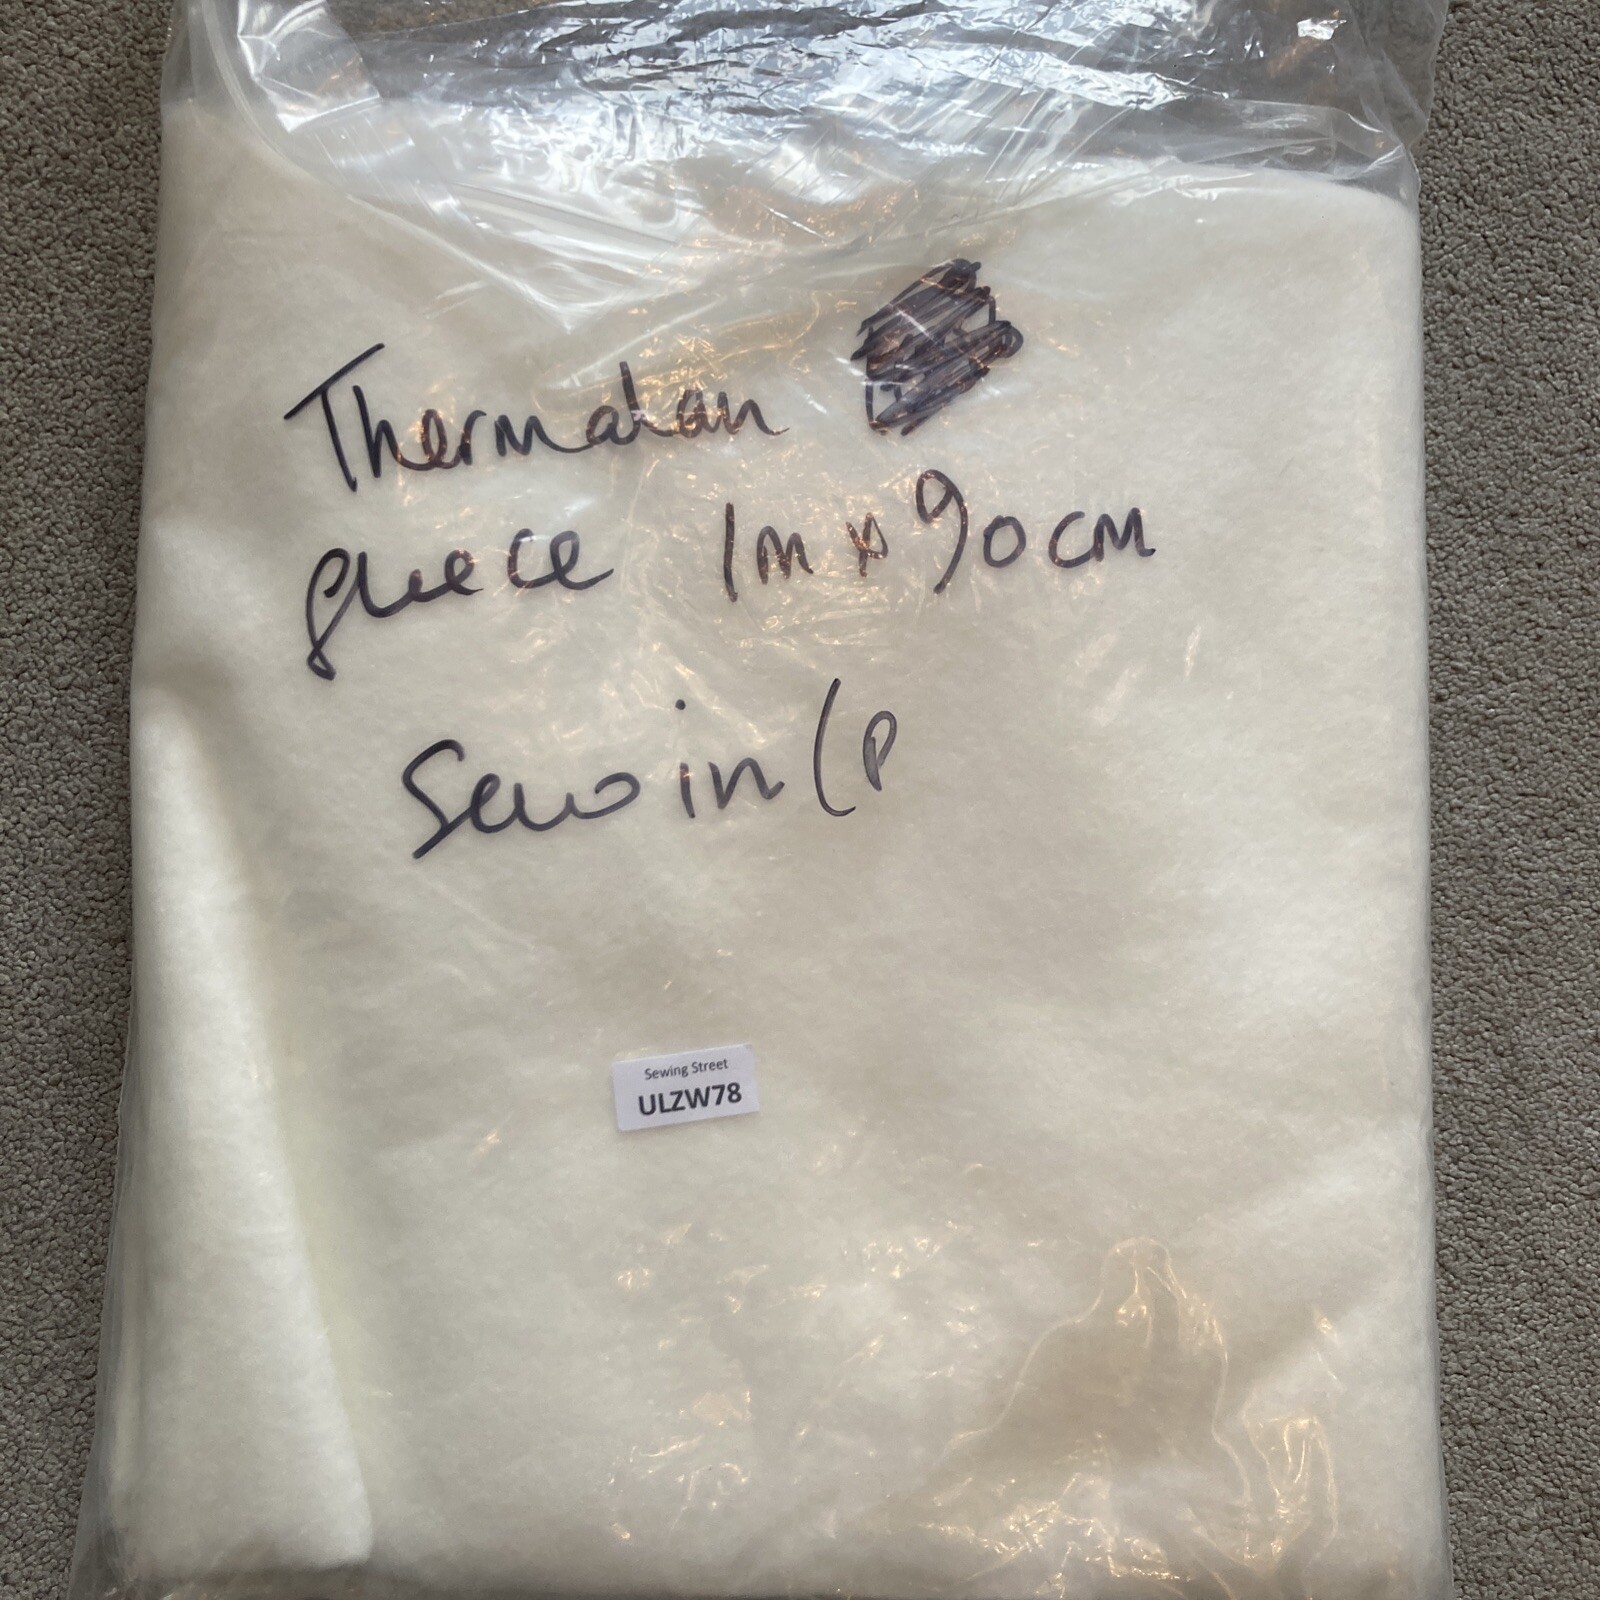 Thermalan
fleece 1m x 90cm
Sew in (p
Sewing Street
ULZW78